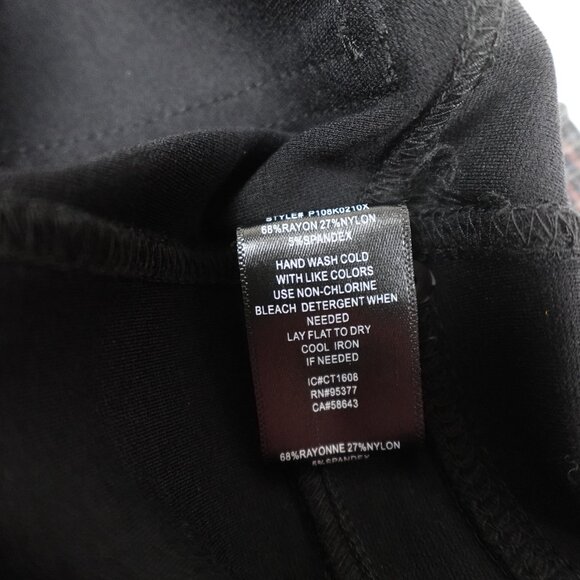 STYLE# P108K0210X
68%RAYON 27%NYLON
5%SPANDEX
HAND WASH COLD
WITH LIKE COLORS
USE NON-CHLORINE
BLEACH DETERGENT WHEN
NEEDED
LAY FLAT TO DRY
COOL IRON
IF NEEDED
IC#CT1608
RN#95377
CA#58643
68%RAYONNE 27%NYLON
5%SPANDEX